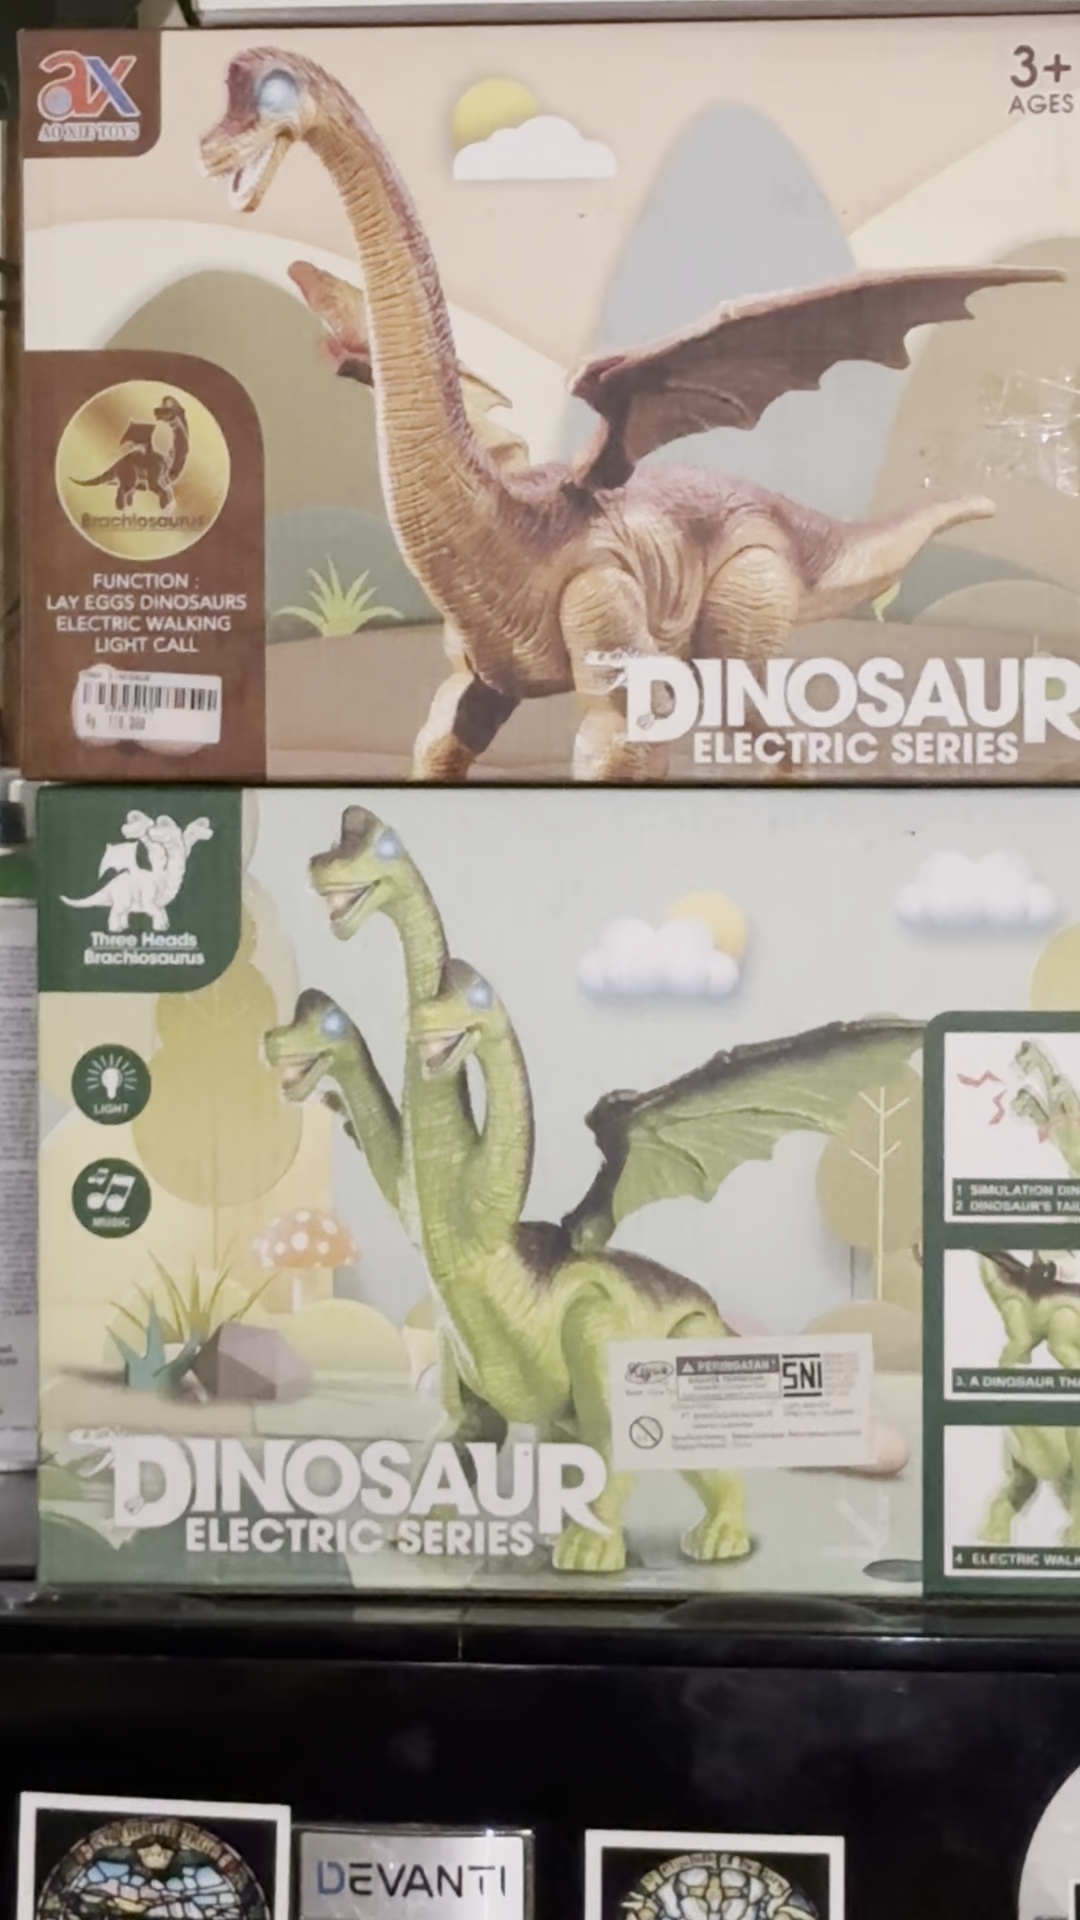 ax
AO XIE TOYS
3+
AGES
Brachiosaurus
FUNCTION :
LAY EGGS DINOSAURS
ELECTRIC WALKING
LIGHT CALL
DINOSAUR
ELECTRIC SERIES
Three Heads
Brachiosaurus
LIGHT
MUSIC
1 SIMULATION DIN
2 DINOSAUR'S TAIL
3. A DINOSAUR THA
4 ELECTRIC WALK
PERINGATAN!
SNI
DINOSAUR
ELECTRIC SERIES
DEVANTI